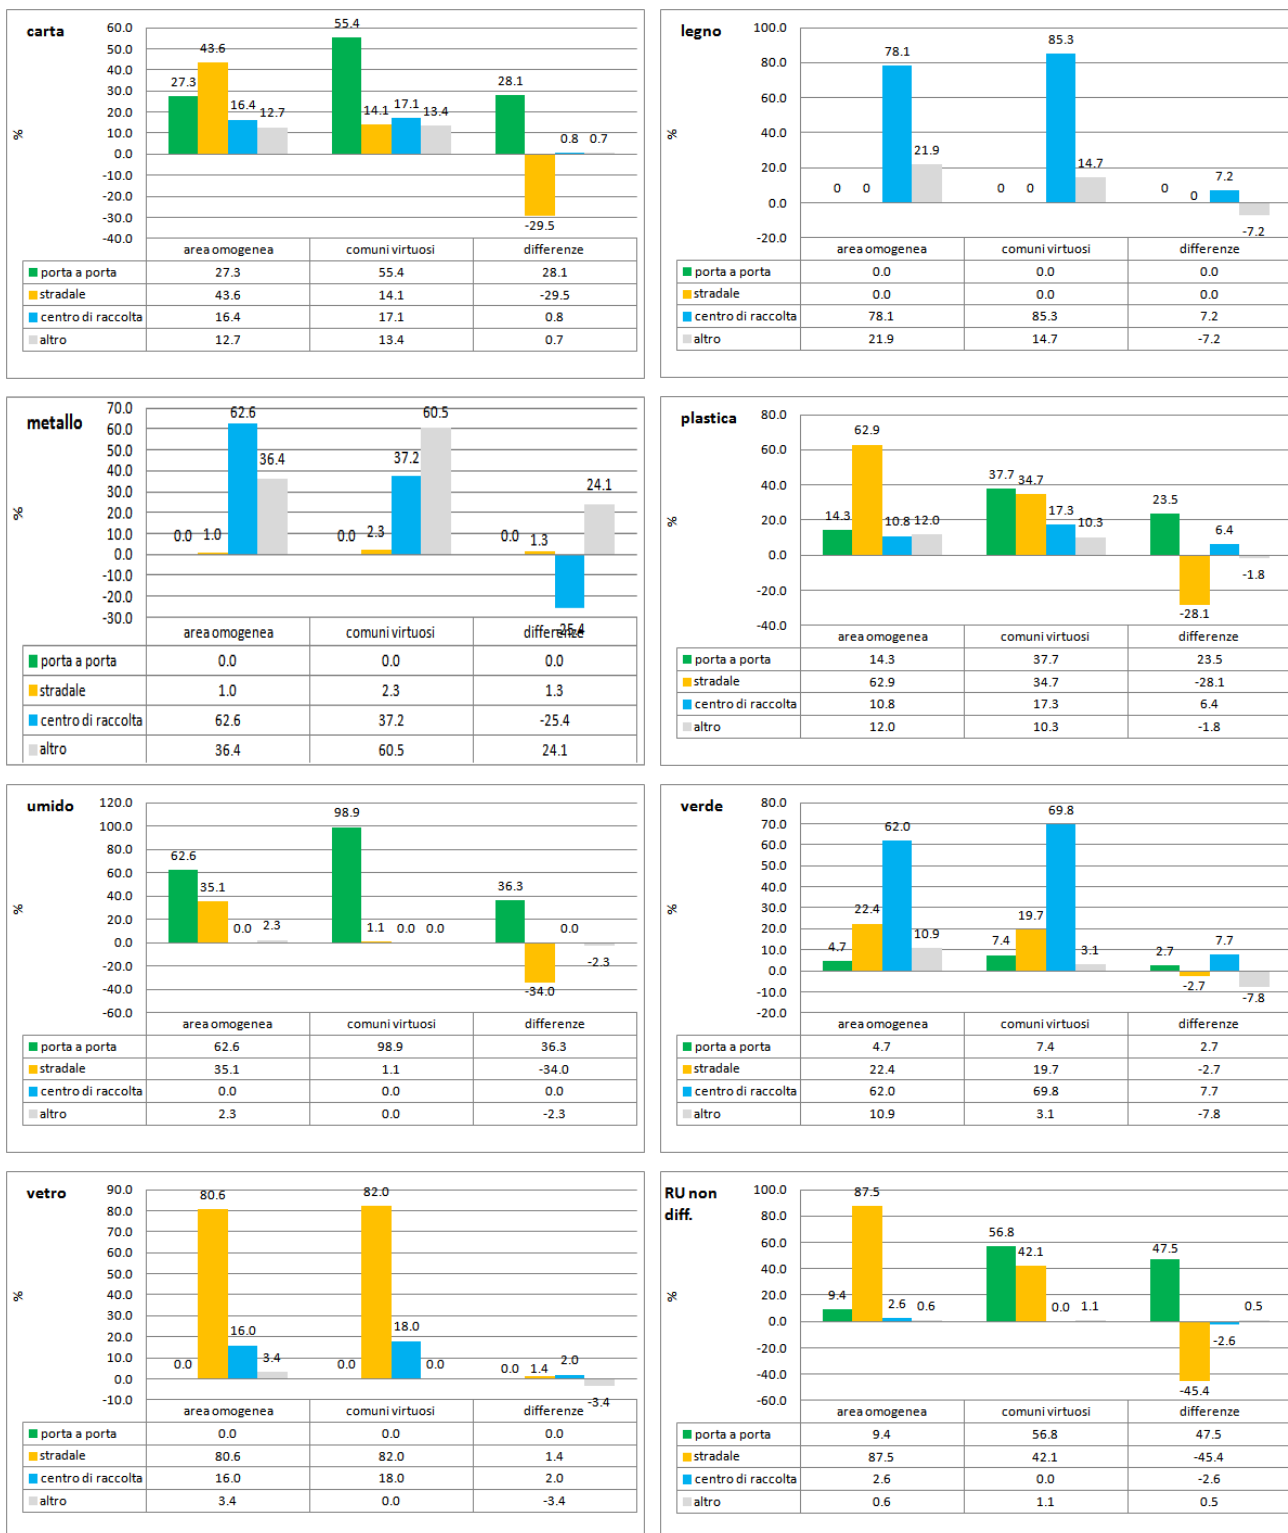 carta
60.0
50.0
40.0
30.0
20.0
10.0
0.0
-10.0
-20.0
-30.0
-40.0
%
27.3 43.6 16.4 12.7 55.4 14.1 17.1 13.4 28.1 -29.5 0.8 0.7
area omogenea comuni virtuosi differenze
porta a porta 27.3 55.4 28.1
stradale 43.6 14.1 -29.5
centro di raccolta 16.4 17.1 0.8
altro 12.7 13.4 0.7
legno
100.0
80.0
60.0
40.0
20.0
0.0
-20.0
%
0 0 78.1 21.9 0 0 85.3 14.7 0 0 7.2 -7.2
area omogenea comuni virtuosi differenze
porta a porta 0.0 0.0 0.0
stradale 0.0 0.0 0.0
centro di raccolta 78.1 85.3 7.2
altro 21.9 14.7 -7.2
metallo
70.0
60.0
50.0
40.0
30.0
20.0
10.0
0.0
-10.0
-20.0
-30.0
%
0.0 1.0 62.6 36.4 0.0 2.3 37.2 60.5 0.0 1.3 -25.4 24.1
area omogenea comuni virtuosi differenze
porta a porta 0.0 0.0 0.0
stradale 1.0 2.3 1.3
centro di raccolta 62.6 37.2 -25.4
altro 36.4 60.5 24.1
plastica
80.0
60.0
40.0
20.0
0.0
-20.0
-40.0
%
14.3 62.9 10.8 12.0 37.7 34.7 17.3 10.3 23.5 -28.1 6.4 -1.8
area omogenea comuni virtuosi differenze
porta a porta 14.3 37.7 23.5
stradale 62.9 34.7 -28.1
centro di raccolta 10.8 17.3 6.4
altro 12.0 10.3 -1.8
umido
120.0
100.0
80.0
60.0
40.0
20.0
0.0
-20.0
-40.0
-60.0
%
62.6 35.1 0.0 2.3 98.9 1.1 0.0 0.0 36.3 -34.0 0.0 -2.3
area omogenea comuni virtuosi differenze
porta a porta 62.6 98.9 36.3
stradale 35.1 1.1 -34.0
centro di raccolta 0.0 0.0 0.0
altro 2.3 0.0 -2.3
verde
80.0
70.0
60.0
50.0
40.0
30.0
20.0
10.0
0.0
-10.0
-20.0
%
4.7 22.4 62.0 10.9 7.4 19.7 69.8 3.1 2.7 -2.7 7.7 -7.8
area omogenea comuni virtuosi differenze
porta a porta 4.7 7.4 2.7
stradale 22.4 19.7 -2.7
centro di raccolta 62.0 69.8 7.7
altro 10.9 3.1 -7.8
vetro
90.0
80.0
70.0
60.0
50.0
40.0
30.0
20.0
10.0
0.0
-10.0
%
0.0 80.6 16.0 3.4 0.0 82.0 18.0 0.0 0.0 1.4 2.0 -3.4
area omogenea comuni virtuosi differenze
porta a porta 0.0 0.0 0.0
stradale 80.6 82.0 1.4
centro di raccolta 16.0 18.0 2.0
altro 3.4 0.0 -3.4
RU non
diff.
100.0
80.0
60.0
40.0
20.0
0.0
-20.0
-40.0
-60.0
%
9.4 87.5 2.6 0.6 56.8 42.1 0.0 1.1 47.5 -45.4 -2.6 0.5
area omogenea comuni virtuosi differenze
porta a porta 9.4 56.8 47.5
stradale 87.5 42.1 -45.4
centro di raccolta 2.6 0.0 -2.6
altro 0.6 1.1 0.5